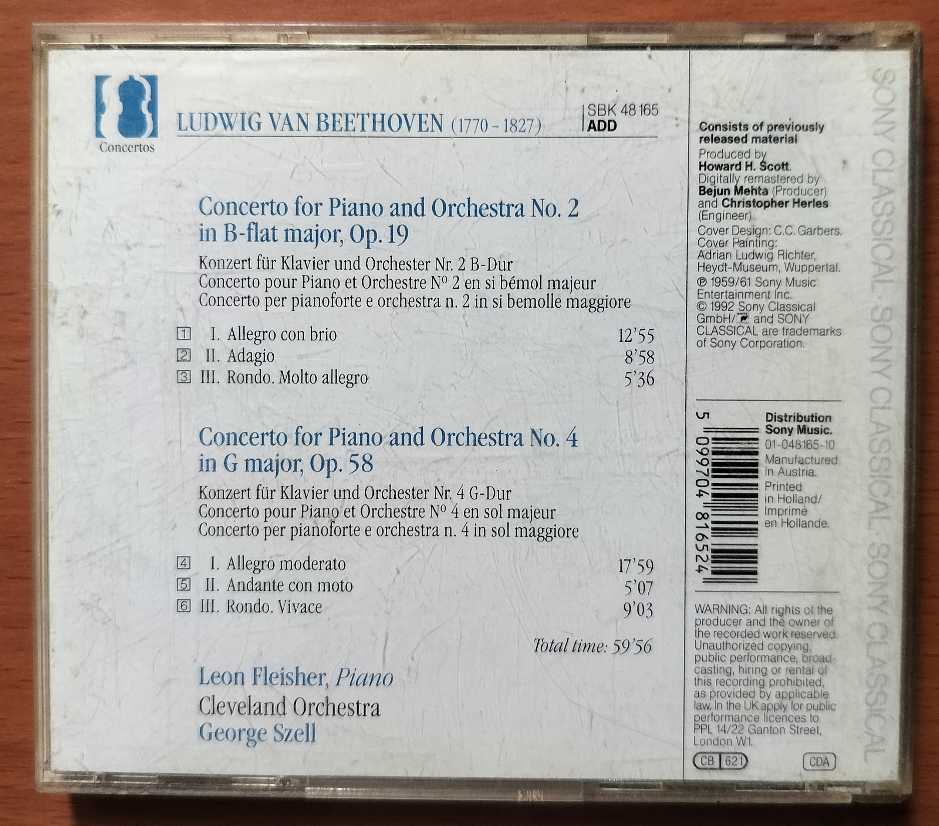 Concertos
LUDWIG VAN BEETHOVEN (1770 – 1827)
SBK 48165
ADD
Concerto for Piano and Orchestra No. 2
in B-flat major, Op. 19
Konzert für Klavier und Orchester Nr. 2 B-Dur
Concerto pour Piano et Orchestre Nº 2 en si bémol majeur
Concerto per pianoforte e orchestra n. 2 in si bemolle maggiore
1 I. Allegro con brio 12'55
2 II. Adagio 8'58
3 III. Rondo. Molto allegro 5'36
Concerto for Piano and Orchestra No. 4
in G major, Op. 58
Konzert für Klavier und Orchester Nr. 4 G-Dur
Concerto pour Piano et Orchestre Nº 4 en sol majeur
Concerto per pianoforte e orchestra n. 4 in sol maggiore
4 I. Allegro moderato 17'59
5 II. Andante con moto 5'07
6 III. Rondo. Vivace 9'03
Total time: 59'56
Leon Fleisher, Piano
Cleveland Orchestra
George Szell
Consists of previously
released material
Produced by
Howard H. Scott.
Digitally remastered by
Bejun Mehta (Producer)
and Christopher Herles
(Engineer).
Cover Design: C.C. Garbers.
Cover Painting:
Adrian Ludwig Richter,
Heydt-Museum, Wuppertal.
℗ 1959/61 Sony Music
Entertainment Inc.
© 1992 Sony Classical
GmbH/ and SONY
CLASSICAL are trademarks
of Sony Corporation.
5 099704 816524
Distribution
Sony Music.
01-048165-10
Manufactured
in Austria.
Printed
in Holland/
Imprimé
en Hollande.
WARNING: All rights of the
producer and the owner of
the recorded work reserved.
Unauthorized copying,
public performance, broad-
casting, hiring or rental of
this recording prohibited,
as provided by applicable
law. In the UK apply for public
performance licences to
PPL 14/22 Ganton Street,
London W1.
CB 621
CDA
SONY CLASSICAL · SONY CLASSICAL · SONY CLASSICAL